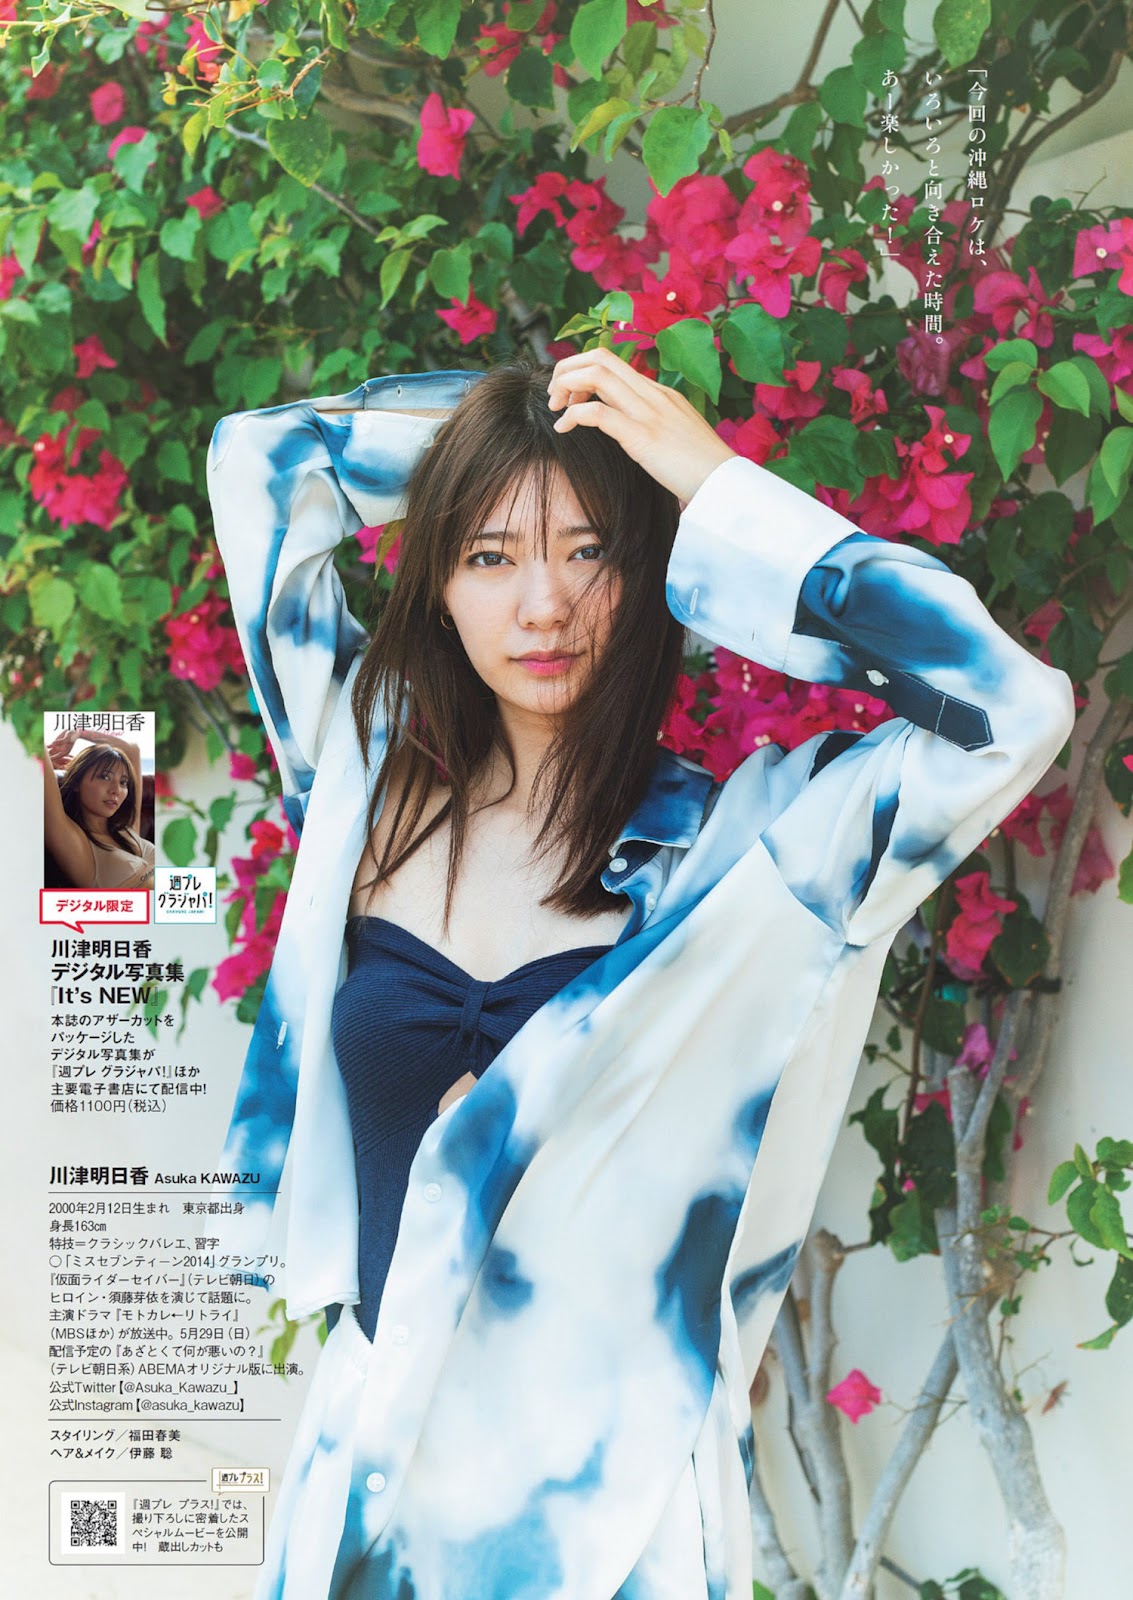 「今回の沖縄ロケは、
いろいろと向き合えた時間。
あー楽しかった！」
川津明日香
デジタル限定
週プレ
グラジャパ!
川津明日香
デジタル写真集
『It's NEW』
本誌のアザーカットを
パッケージした
デジタル写真集が
『週プレ グラジャパ!』ほか
主要電子書店にて配信中!
価格1100円(税込)
川津明日香 Asuka KAWAZU
2000年2月12日生まれ　東京都出身
身長163㎝
特技＝クラシックバレエ、習字
○「ミスセブンティーン2014」グランプリ。
『仮面ライダーセイバー』(テレビ朝日)の
ヒロイン・須藤芽依を演じて話題に。
主演ドラマ『モトカレ←リトライ』
(MBSほか)が放送中。5月29日(日)
配信予定の『あざとくて何が悪いの？』
(テレビ朝日系)ABEMAオリジナル版に出演。
公式Twitter【@Asuka_Kawazu_】
公式Instagram【@asuka_kawazu】
スタイリング／福田春美
ヘア&メイク／伊藤 聡
週プレ プラス!
『週プレ プラス!』では、
撮り下ろしに密着したス
ペシャルムービーを公開
中!　蔵出しカットも